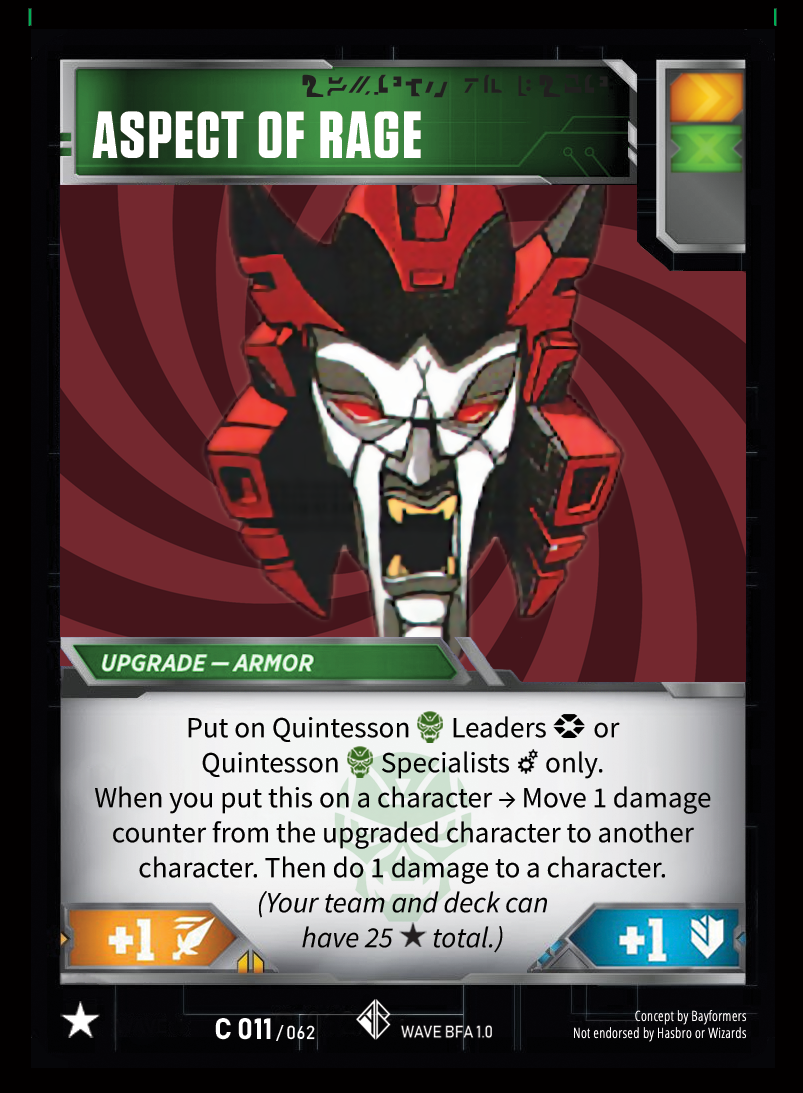 ASPECT OF RAGE
UPGRADE — ARMOR
Put on Quintesson Leaders or
Quintesson Specialists only.
When you put this on a character → Move 1 damage
counter from the upgraded character to another
character. Then do 1 damage to a character.
(Your team and deck can
have 25 ★ total.)
+1
+1
★
C 011/062
WAVE BFA 1.0
Concept by Bayformers
Not endorsed by Hasbro or Wizards